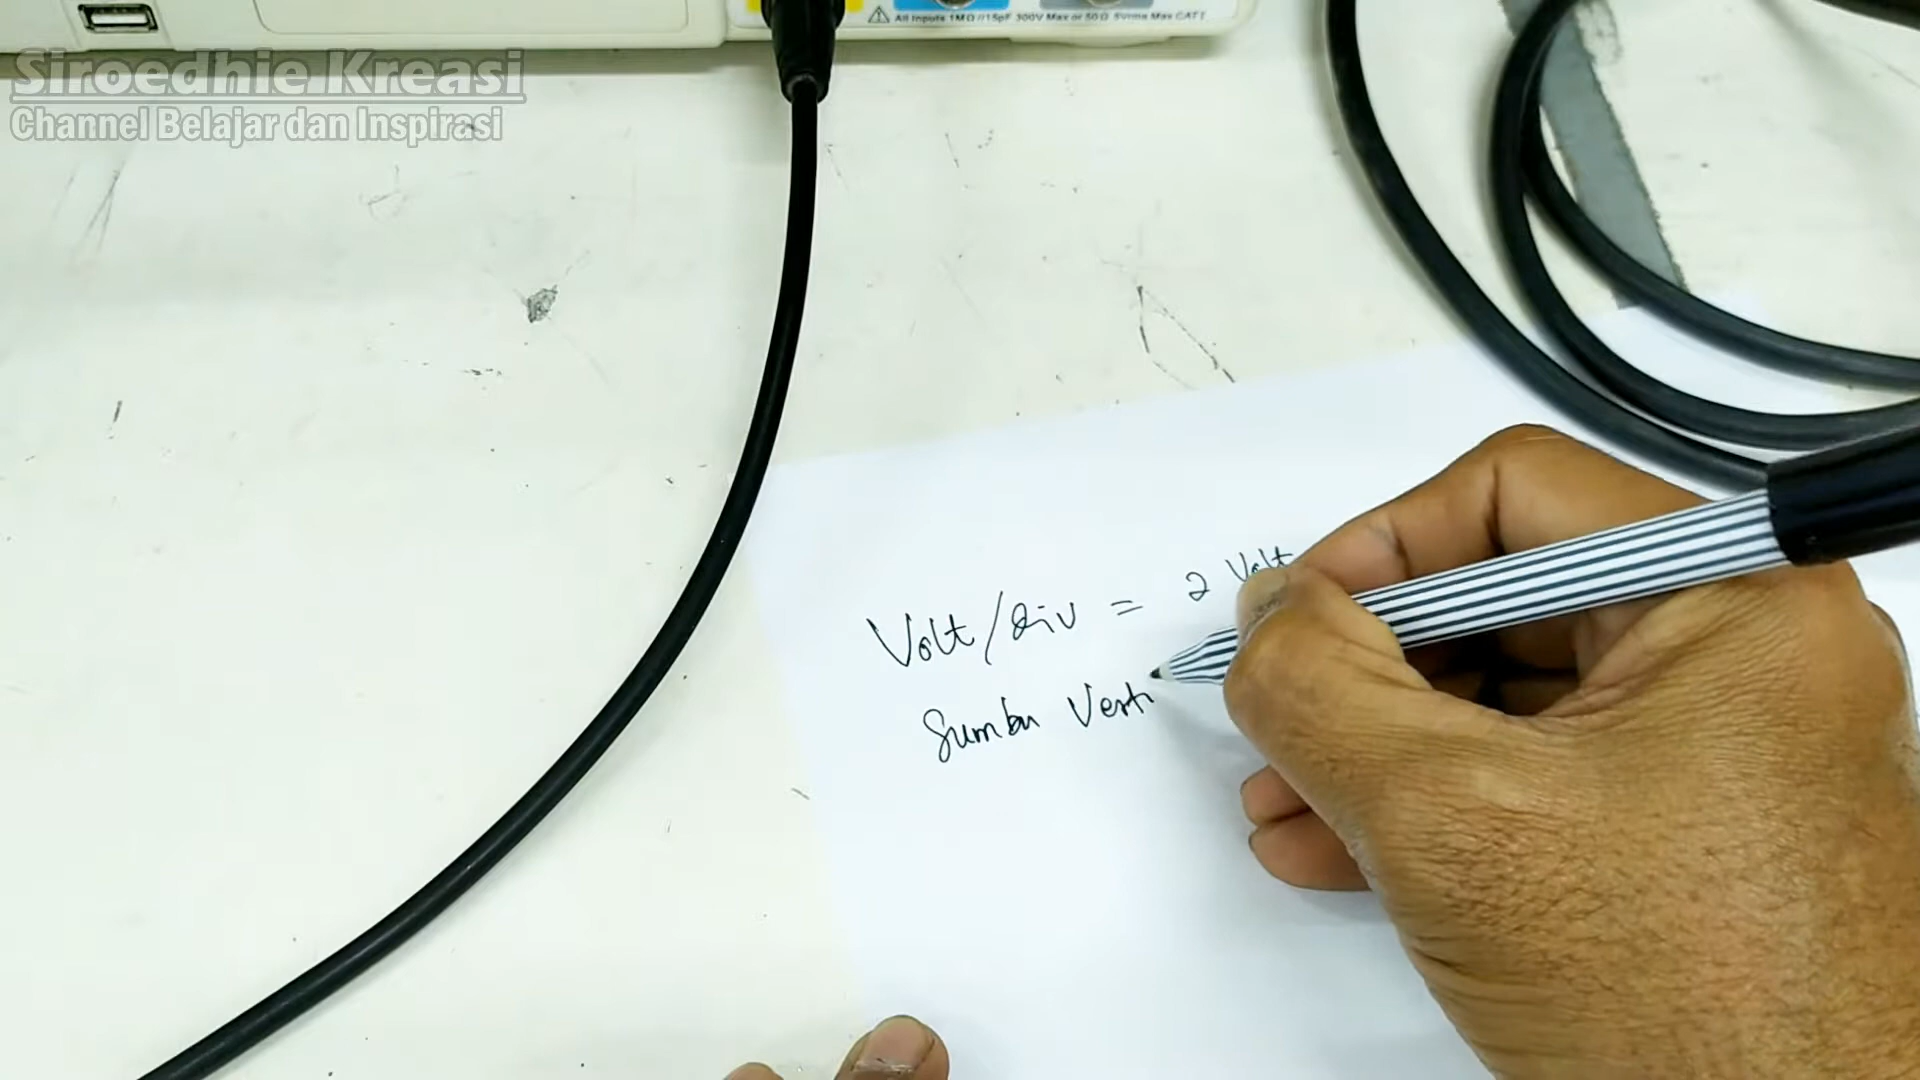 All Inputs 1MΩ//15pF 300V Max or 50Ω 5Vrms Max CAT I
Siroedhie Kreasi
Channel Belajar dan Inspirasi
Volt/div = 2 Volt
Sumbu Verti